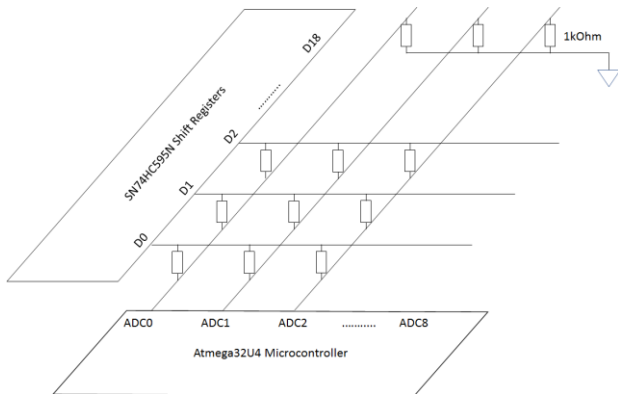 D18
1kOhm
SN74HC595N Shift Registers
..........
D2
D1
D0
ADC0 ADC1 ADC2 ........... ADC8
Atmega32U4 Microcontroller